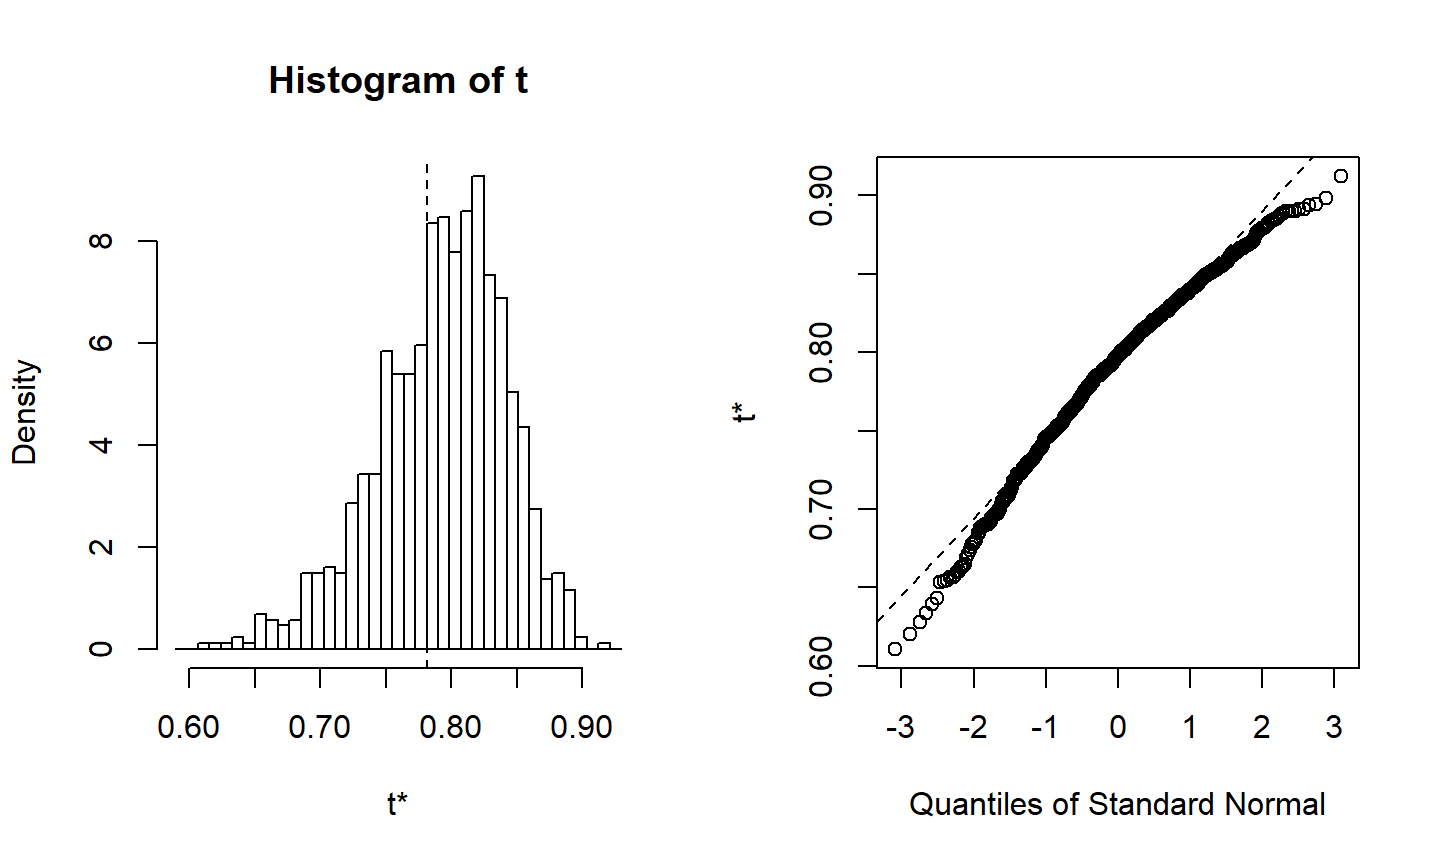 Histogram of t
Density
0 2 4 6 8
0.60 0.70 0.80 0.90
t*
t*
0.60 0.70 0.80 0.90
-3 -2 -1 0 1 2 3
Quantiles of Standard Normal